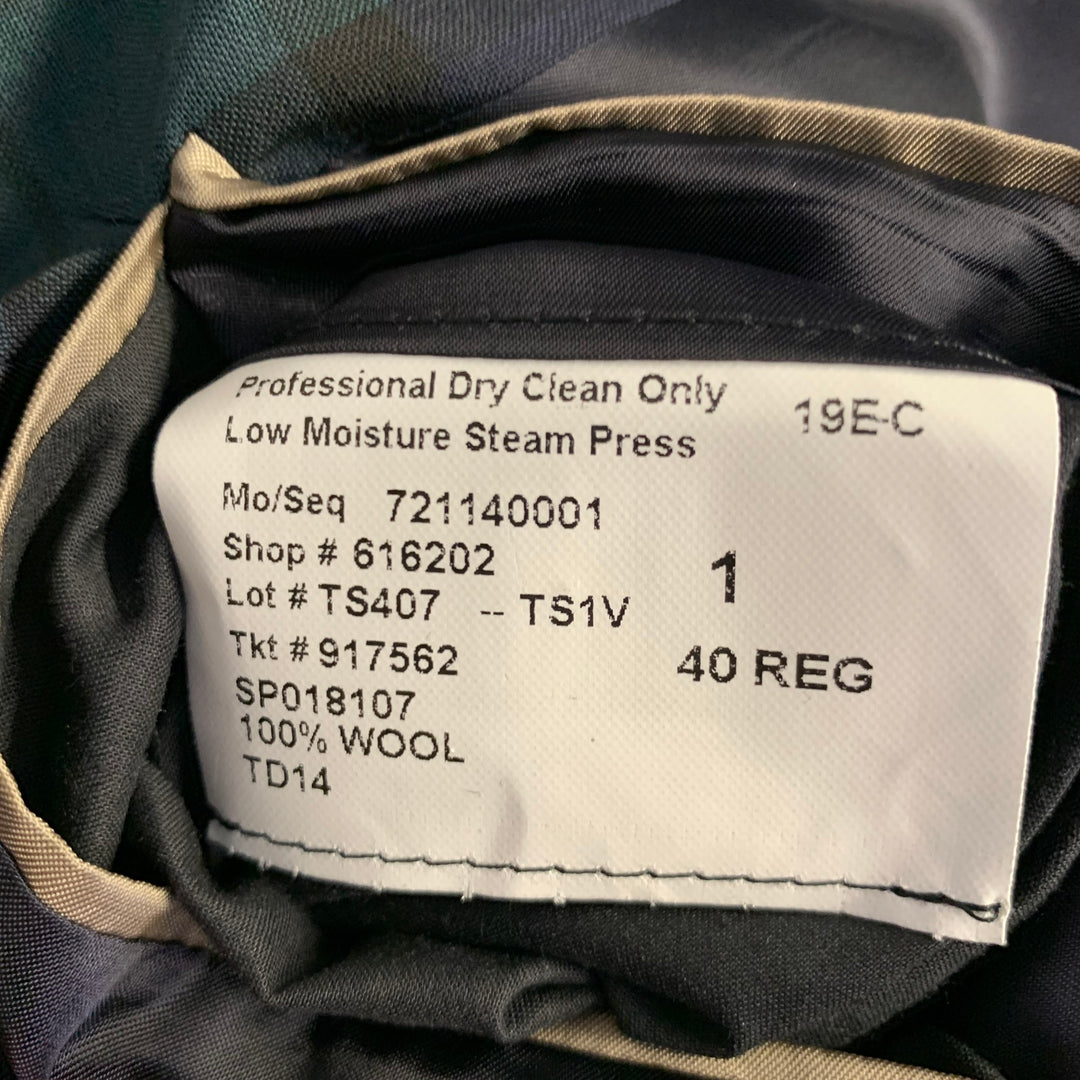 Professional Dry Clean Only
Low Moisture Steam Press
19E-C
Mo/Seq 721140001
Shop # 616202
1
Lot # TS407 -- TS1V
Tkt # 917562
40 REG
SP018107
100% WOOL
TD14